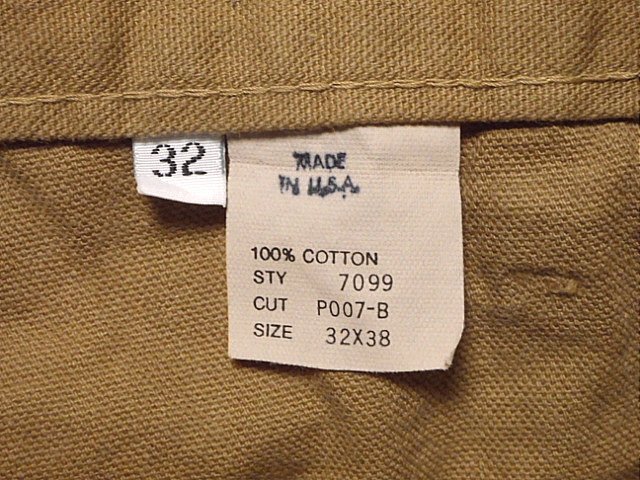 32
MADE
IN U.S.A.
100% COTTON
STY 7099
CUT P007-B
SIZE 32X38